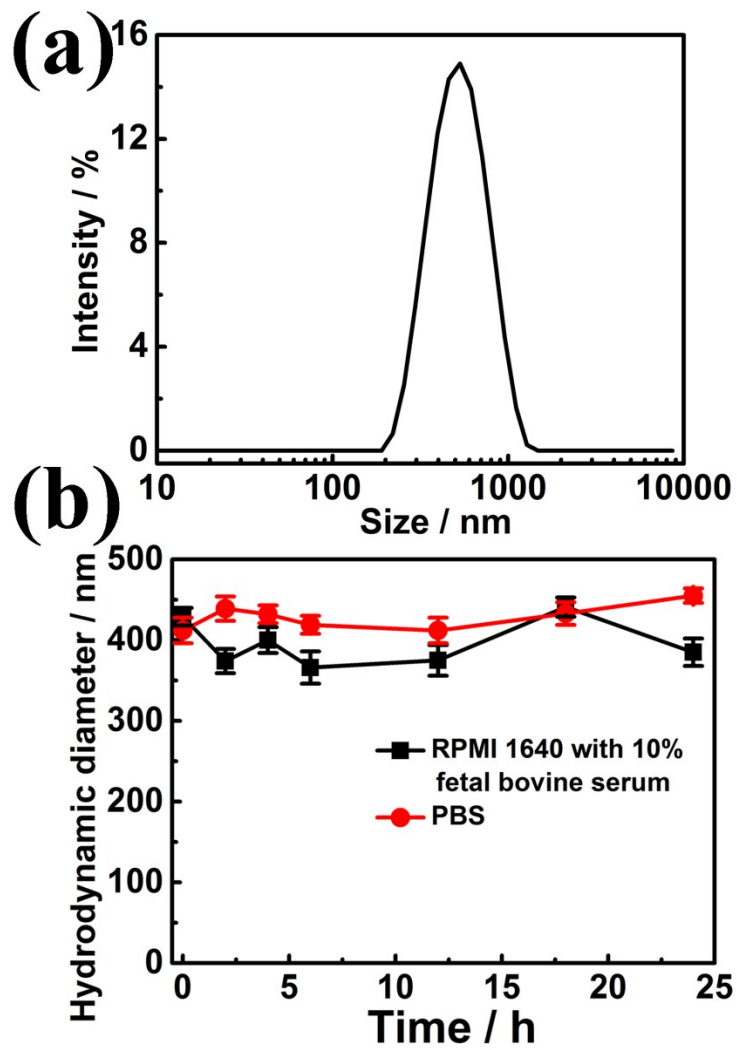 (a)
16
12
8
4
0
Intensity / %
10 100 1000 10000
Size / nm
(b)
500
400
300
200
100
0
Hydrodynamic diameter / nm
RPMI 1640 with 10%
fetal bovine serum
PBS
0 5 10 15 20 25
Time / h